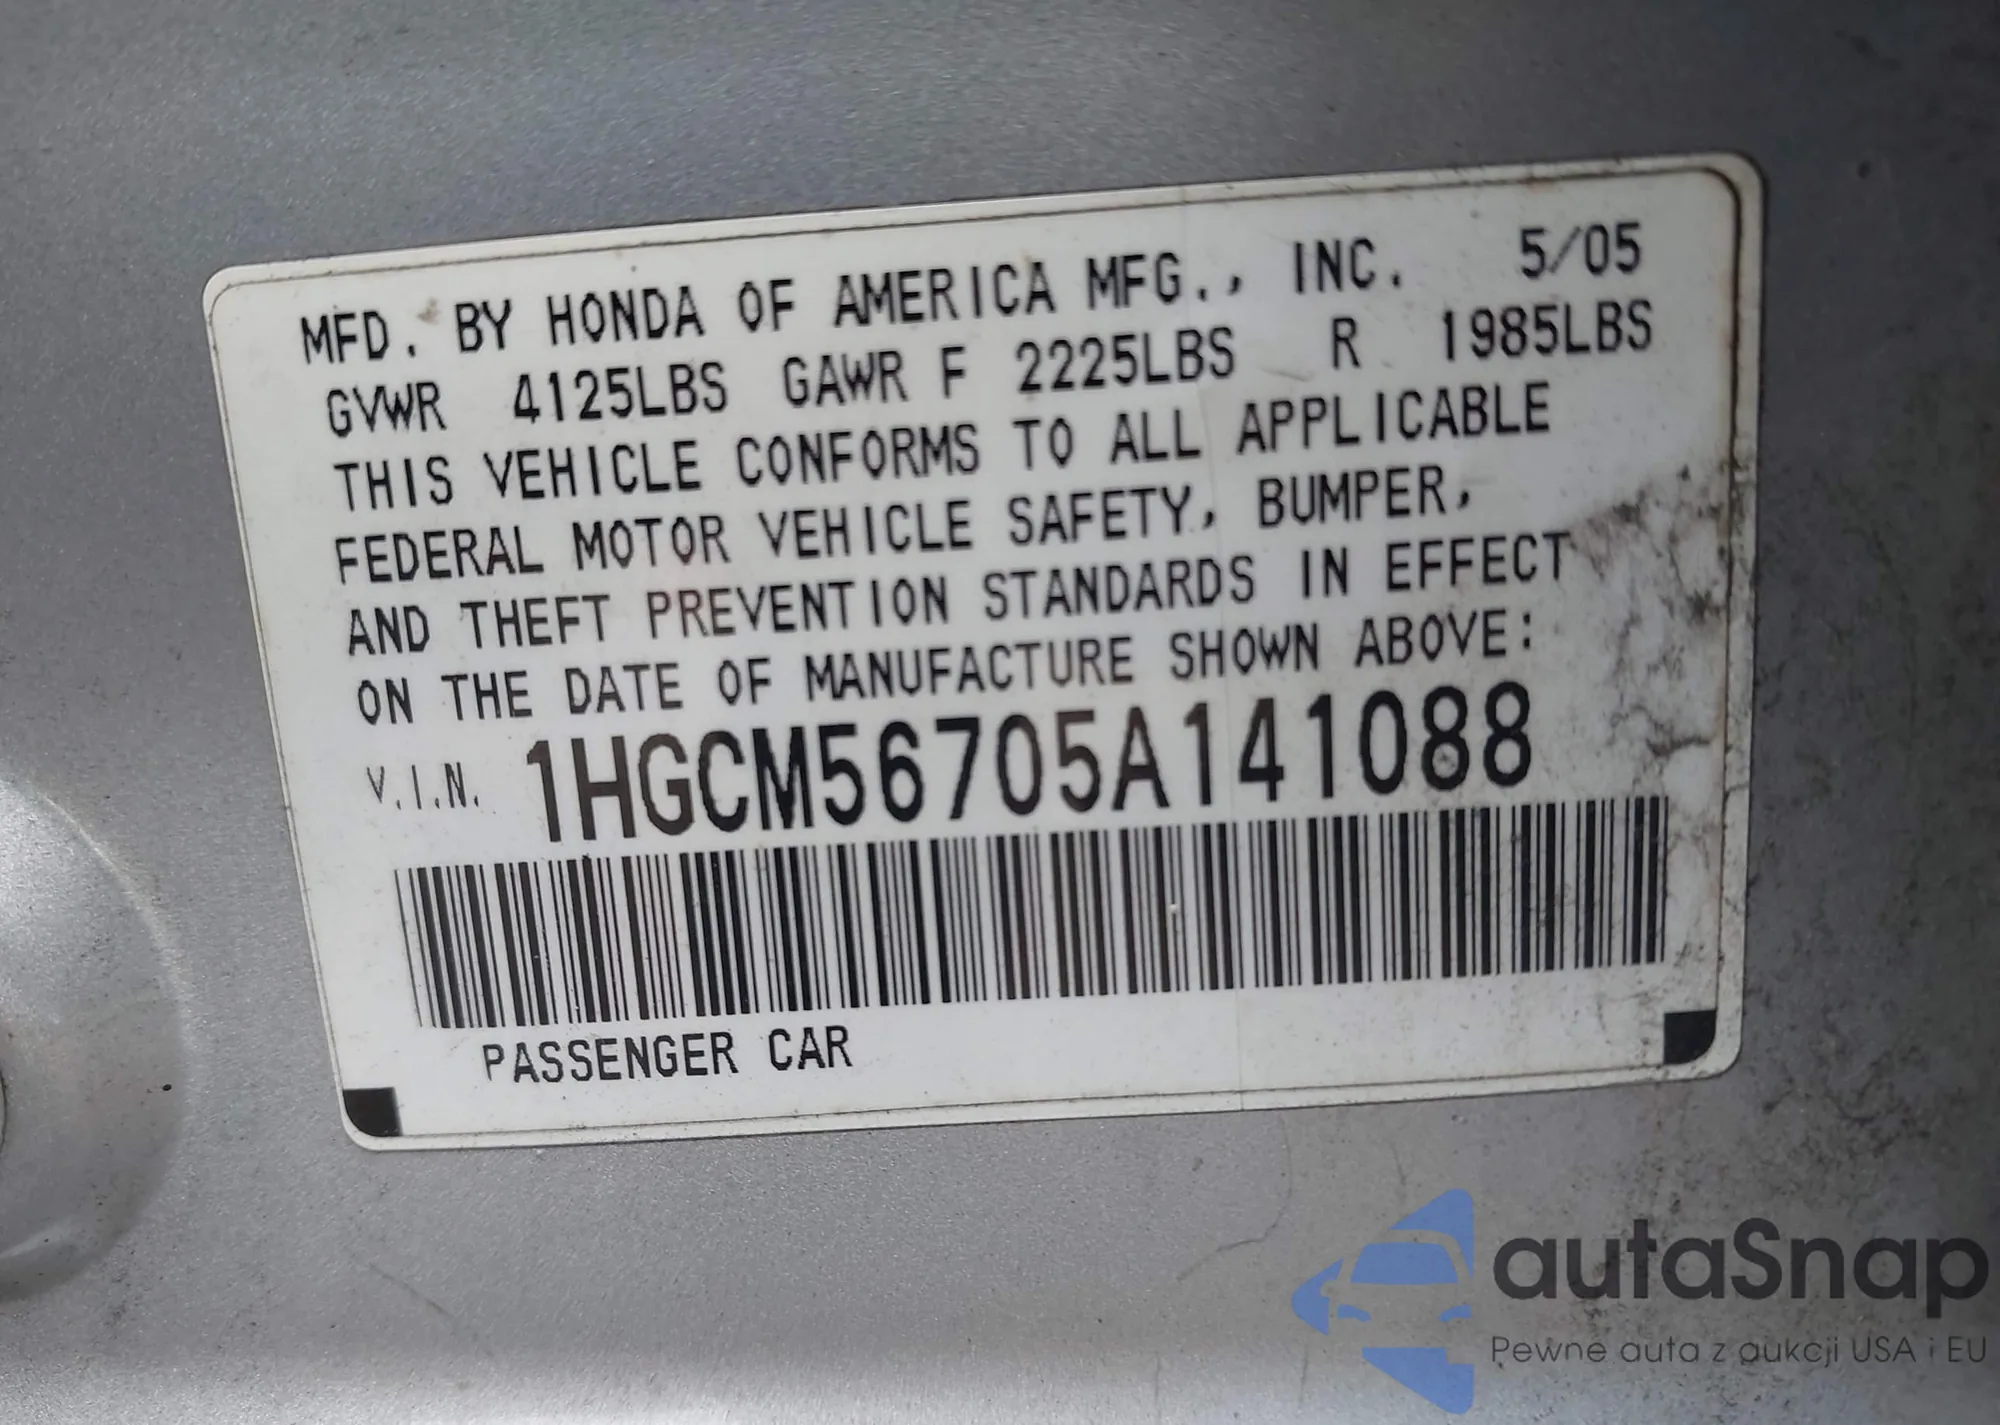 MFD. BY HONDA OF AMERICA MFG., INC. 5/05
GVWR 4125LBS GAWR F 2225LBS R 1985LBS
THIS VEHICLE CONFORMS TO ALL APPLICABLE
FEDERAL MOTOR VEHICLE SAFETY, BUMPER,
AND THEFT PREVENTION STANDARDS IN EFFECT
ON THE DATE OF MANUFACTURE SHOWN ABOVE:
V.I.N. 1HGCM56705A141088
PASSENGER CAR
autaSnap
Pewne auta z aukcji USA i EU